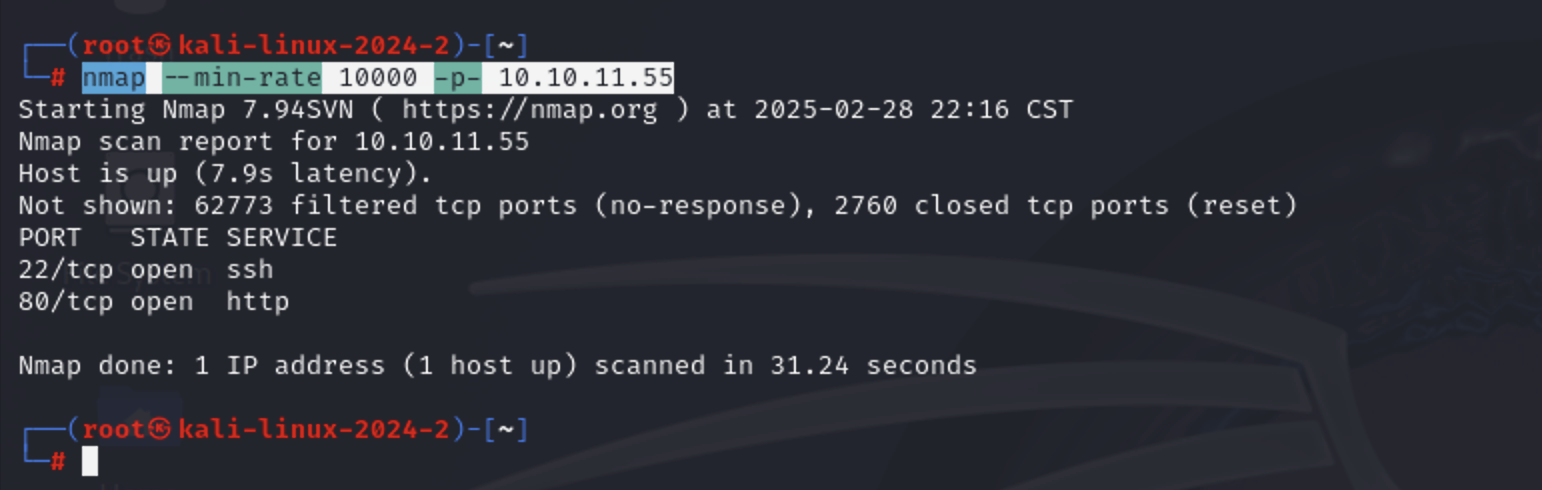 ┌──(root㉿kali-linux-2024-2)-[~]
└─# nmap --min-rate 10000 -p- 10.10.11.55
Starting Nmap 7.94SVN ( https://nmap.org ) at 2025-02-28 22:16 CST
Nmap scan report for 10.10.11.55
Host is up (7.9s latency).
Not shown: 62773 filtered tcp ports (no-response), 2760 closed tcp ports (reset)
PORT   STATE SERVICE
22/tcp open  ssh
80/tcp open  http
Nmap done: 1 IP address (1 host up) scanned in 31.24 seconds
┌──(root㉿kali-linux-2024-2)-[~]
└─#